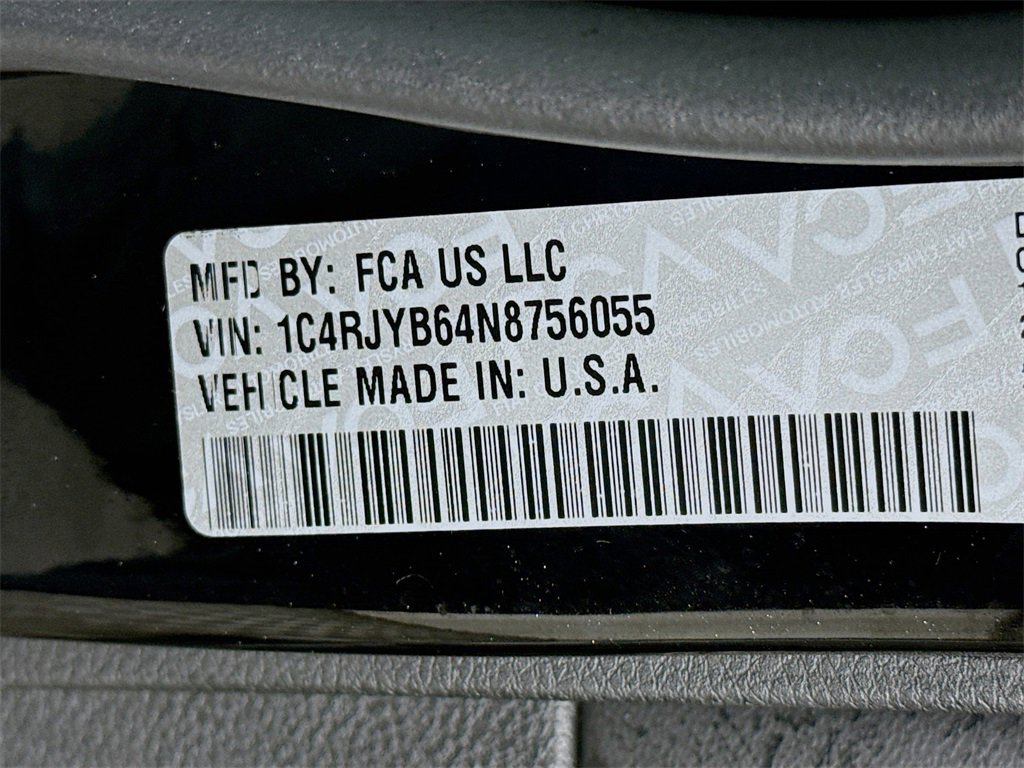 MFD BY: FCA US LLC
VIN: 1C4RJYB64N8756055
VEHICLE MADE IN: U.S.A.